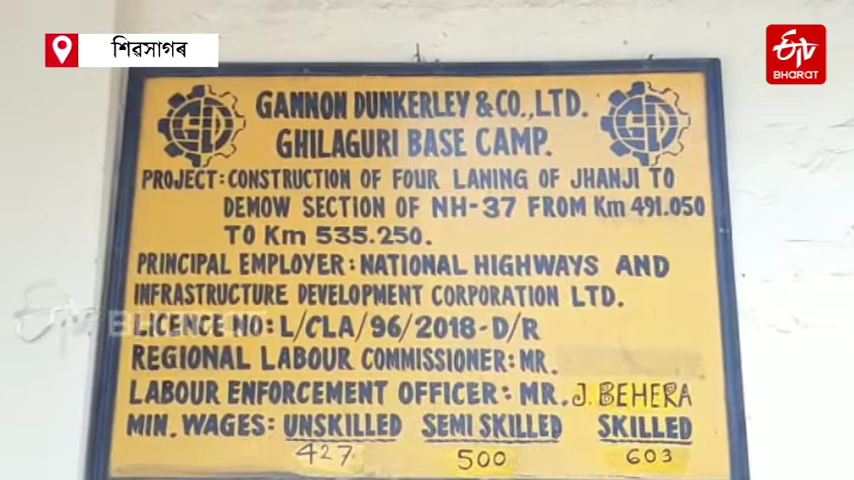 শিৱসাগৰ
ETV BHARAT
GANNON DUNKERLEY & CO., LTD.
GHILAGURI BASE CAMP.
PROJECT: CONSTRUCTION OF FOUR LANING OF JHANJI TO
DEMOW SECTION OF NH-37 FROM Km 491.050
TO Km 535.250.
PRINCIPAL EMPLOYER: NATIONAL HIGHWAYS AND
INFRASTRUCTURE DEVELOPMENT CORPORATION LTD.
LICENCE NO: L/CLA/96/2018-D/R
REGIONAL LABOUR COMMISSIONER: MR.
LABOUR ENFORCEMENT OFFICER: MR. J. BEHERA
MIN. WAGES: UNSKILLED SEMI SKILLED SKILLED
427 500 603